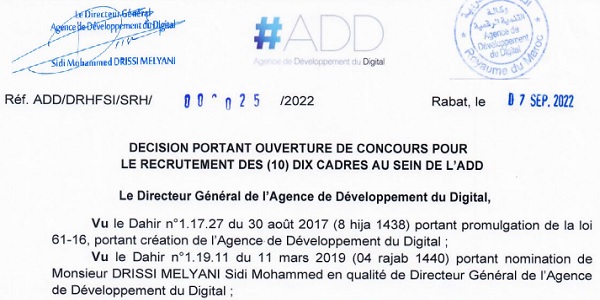 Le Directeur Général
Agence de Développement du Digital
Sidi Mohammed DRISSI MELYANI
#ADD
Agence de Développement du Digital
Agence de
Développement
du Digital
Royaume du Maroc
Réf. ADD/DRHFSI/SRH/ 000025 /2022
Rabat, le 07 SEP. 2022
DECISION PORTANT OUVERTURE DE CONCOURS POUR
LE RECRUTEMENT DES (10) DIX CADRES AU SEIN DE L'ADD
Le Directeur Général de l'Agence de Développement du Digital,
Vu le Dahir n°1.17.27 du 30 août 2017 (8 hija 1438) portant promulgation de la loi
61-16, portant création de l'Agence de Développement du Digital ;
Vu le Dahir n°1.19.11 du 11 mars 2019 (04 rajab 1440) portant nomination de
Monsieur DRISSI MELYANI Sidi Mohammed en qualité de Directeur Général de l'Agence
de Développement du Digital ;